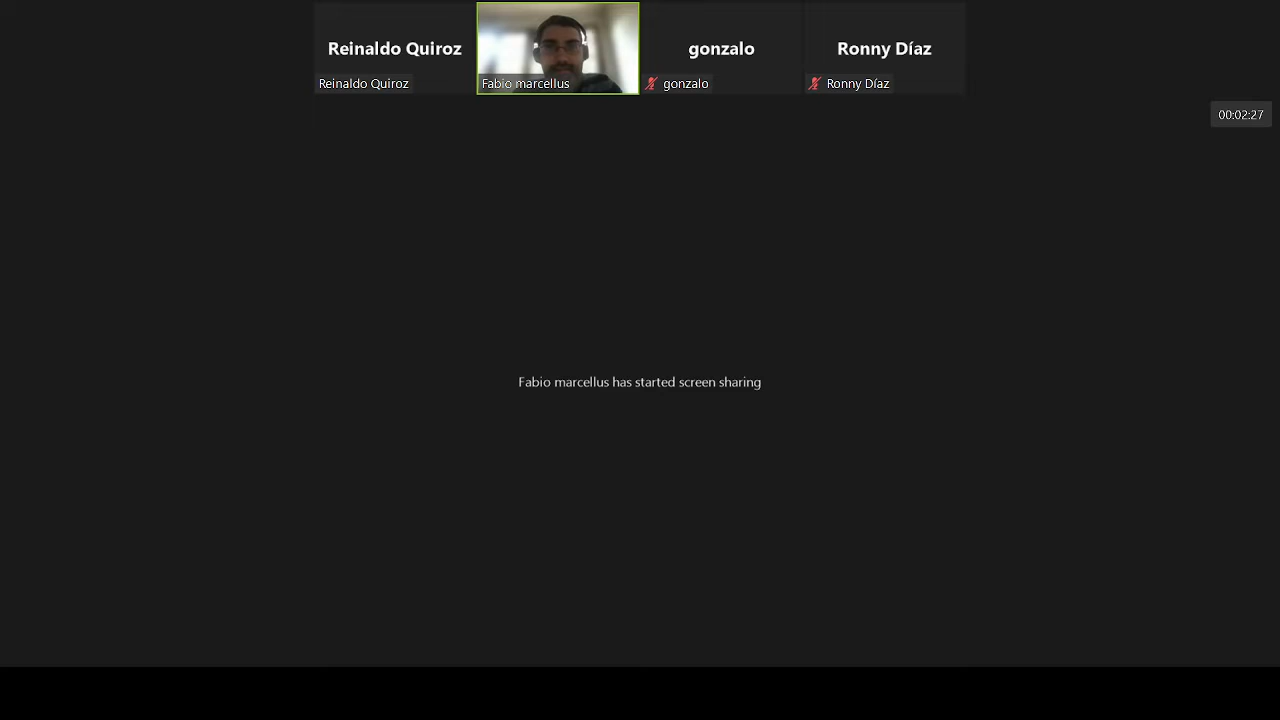 Reinaldo Quiroz
gonzalo
Ronny Díaz
Reinaldo Quiroz
Fabio marcellus
gonzalo
Ronny Díaz
00:02:27
Fabio marcellus has started screen sharing